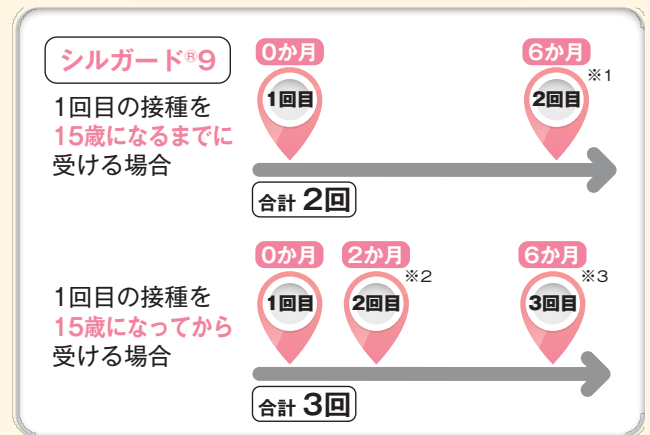 シルガード®9
1回目の接種を
15歳になるまでに
受ける場合
0か月
6か月
1回目
2回目
※1
合計 2回
1回目の接種を
15歳になってから
受ける場合
0か月
2か月
6か月
1回目
2回目
※2
3回目
※3
合計 3回